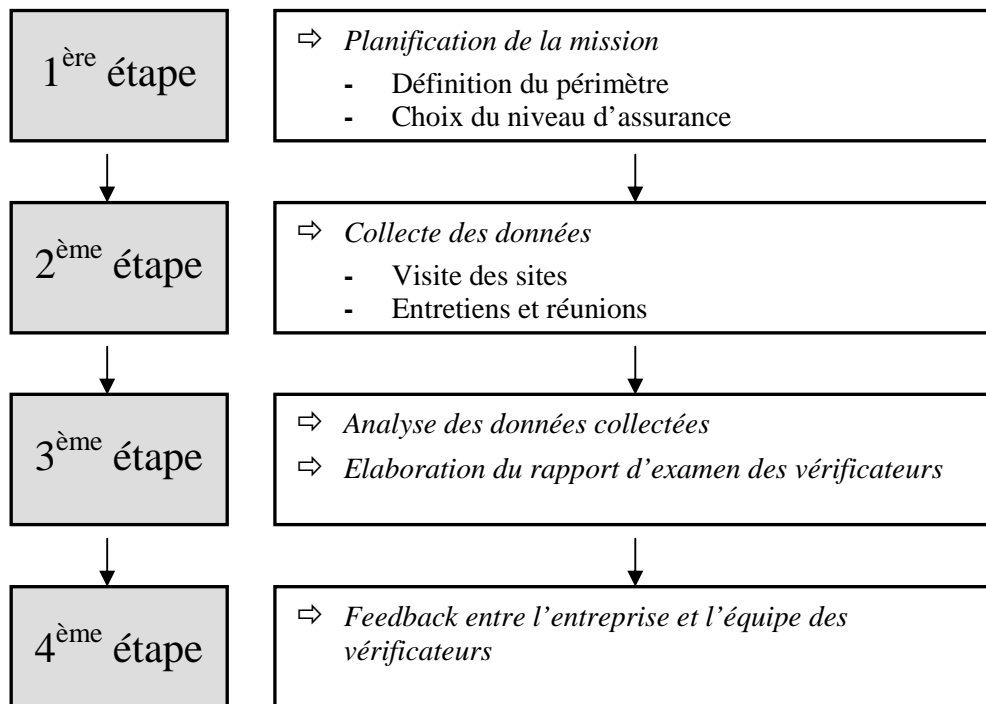 1ère étape
⇨ Planification de la mission
- Définition du périmètre
- Choix du niveau d’assurance
2ème étape
⇨ Collecte des données
- Visite des sites
- Entretiens et réunions
3ème étape
⇨ Analyse des données collectées
⇨ Elaboration du rapport d’examen des vérificateurs
4ème étape
⇨ Feedback entre l’entreprise et l’équipe des
vérificateurs